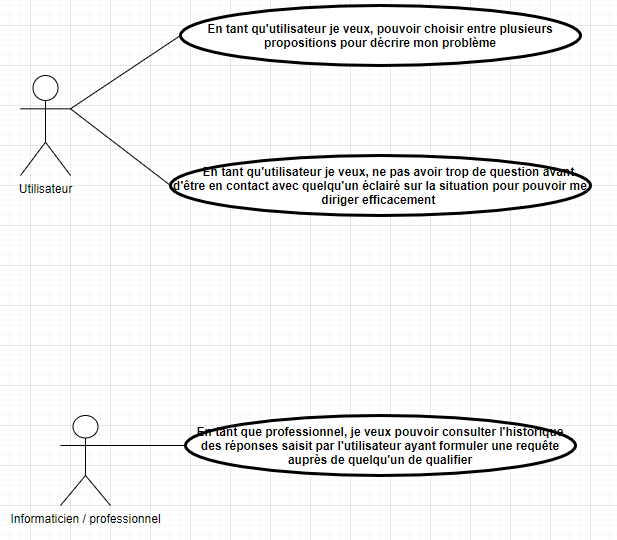 En tant qu'utilisateur je veux, pouvoir choisir entre plusieurs
propositions pour décrire mon problème
Utilisateur
En tant qu'utilisateur je veux, ne pas avoir trop de question avant
d'être en contact avec quelqu'un éclairé sur la situation pour pouvoir me
diriger efficacement
En tant que professionnel, je veux pouvoir consulter l'historique
des réponses saisit par l'utilisateur ayant formuler une requête
auprès de quelqu'un de qualifier
Informaticien / professionnel